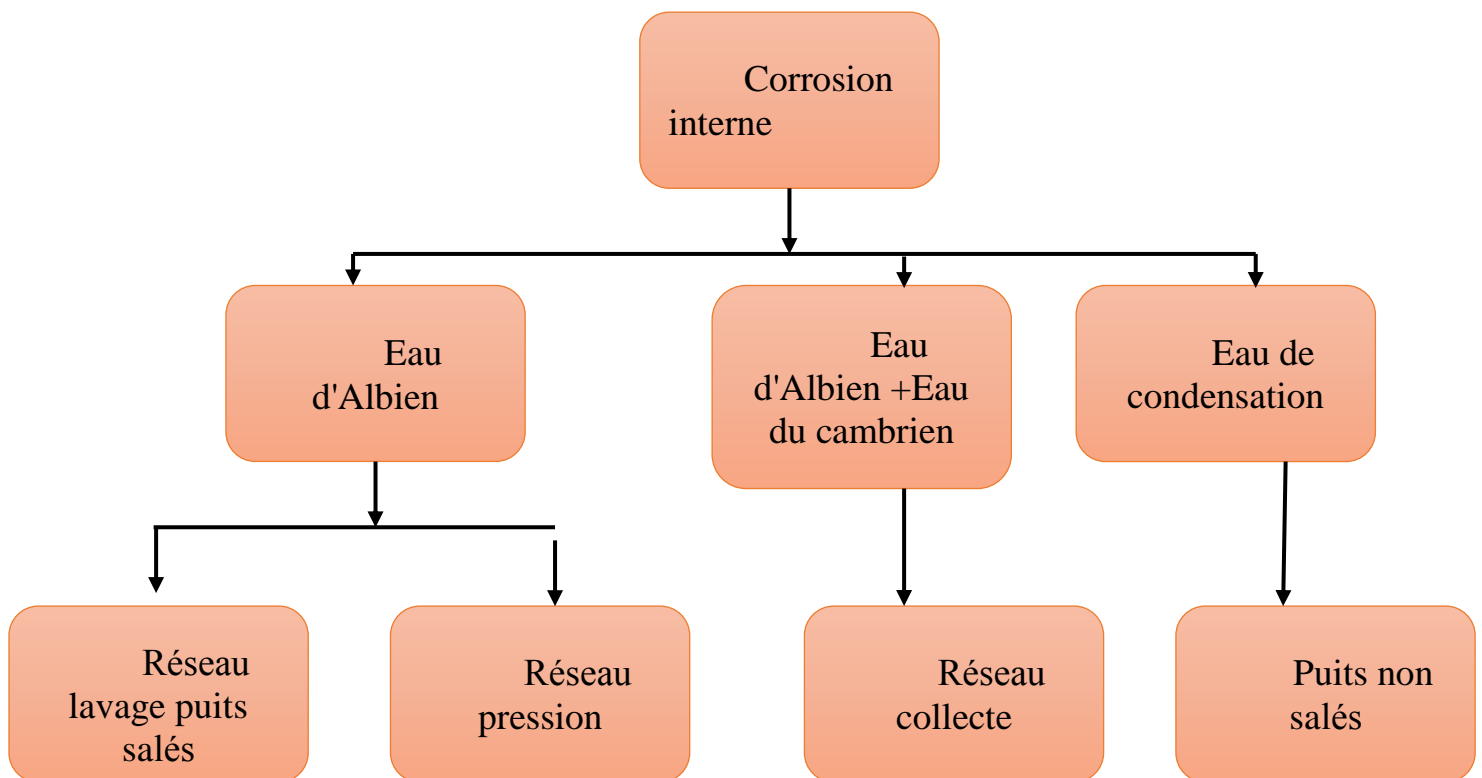 Corrosion
interne
Eau
d'Albien
Eau
d'Albien +Eau
du cambrien
Eau de
condensation
Réseau
lavage puits
salés
Réseau
pression
Réseau
collecte
Puits non
salés